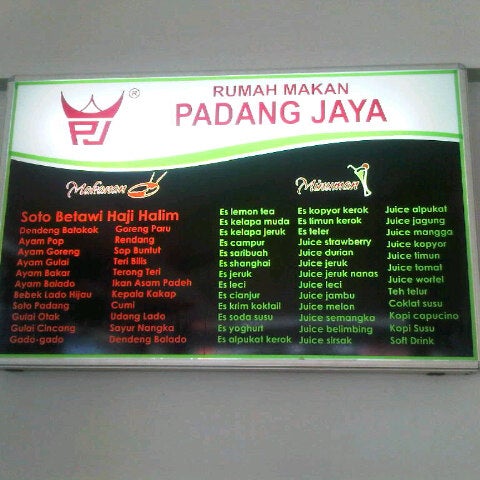 PJ
®
RUMAH MAKAN
PADANG JAYA
Makanan
Soto Betawi Haji Halim
Dendeng Batokok
Ayam Pop
Ayam Goreng
Ayam Gulai
Ayam Bakar
Ayam Balado
Bebek Lado Hijau
Soto Padang
Gulai Otak
Gulai Cincang
Gado-gado
Goreng Paru
Rendang
Sop Buntut
Teri Bilis
Terong Teri
Ikan Asam Padeh
Kepala Kakap
Cumi
Udang Lado
Sayur Nangka
Dendeng Balado
Minuman
Es lemon tea
Es kelapa muda
Es kelapa jeruk
Es campur
Es saribuah
Es shanghai
Es jeruk
Es leci
Es cianjur
Es krim koktail
Es soda susu
Es yoghurt
Es alpukat kerok
Es kopyor kerok
Es timun kerok
Es teler
Juice strawberry
Juice durian
Juice jeruk
Juice jeruk nanas
Juice leci
Juice jambu
Juice melon
Juice semangka
Juice belimbing
Juice sirsak
Juice alpukat
Juice jagung
Juice mangga
Juice kopyor
Juice timun
Juice tomat
Juice wortel
Teh telur
Coklat susu
Kopi capucino
Kopi Susu
Soft Drink